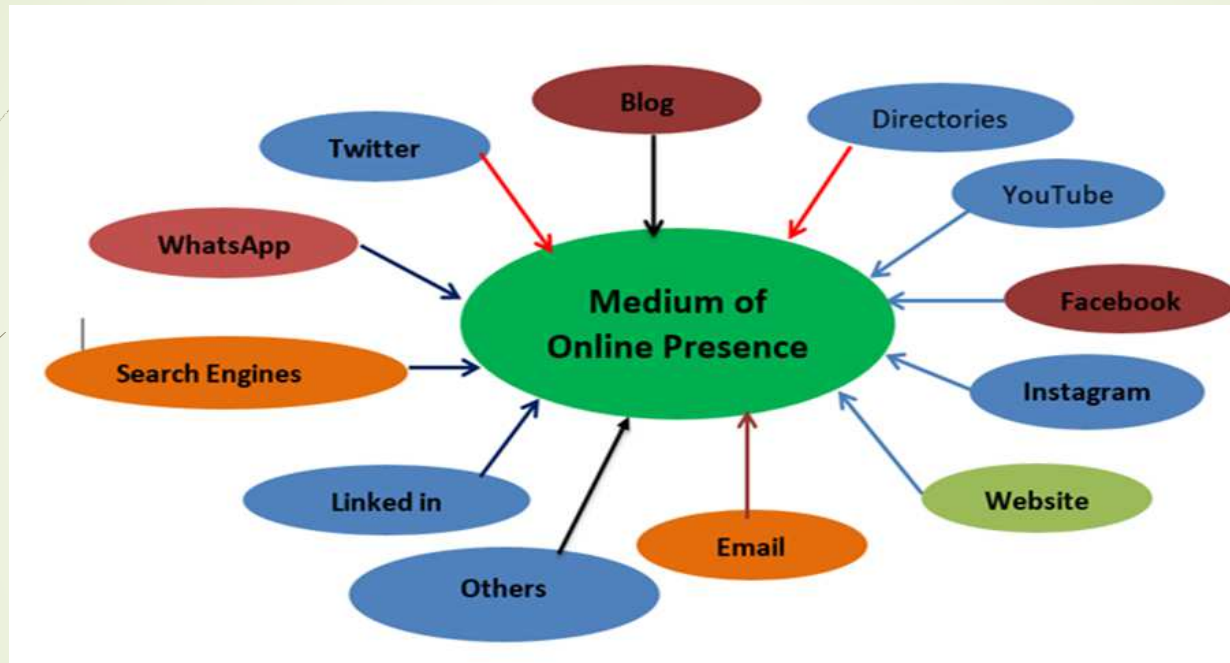 Blog
Directories
Twitter
YouTube
WhatsApp
Medium of
Online Presence
Facebook
Search Engines
Instagram
Linked in
Website
Email
Others